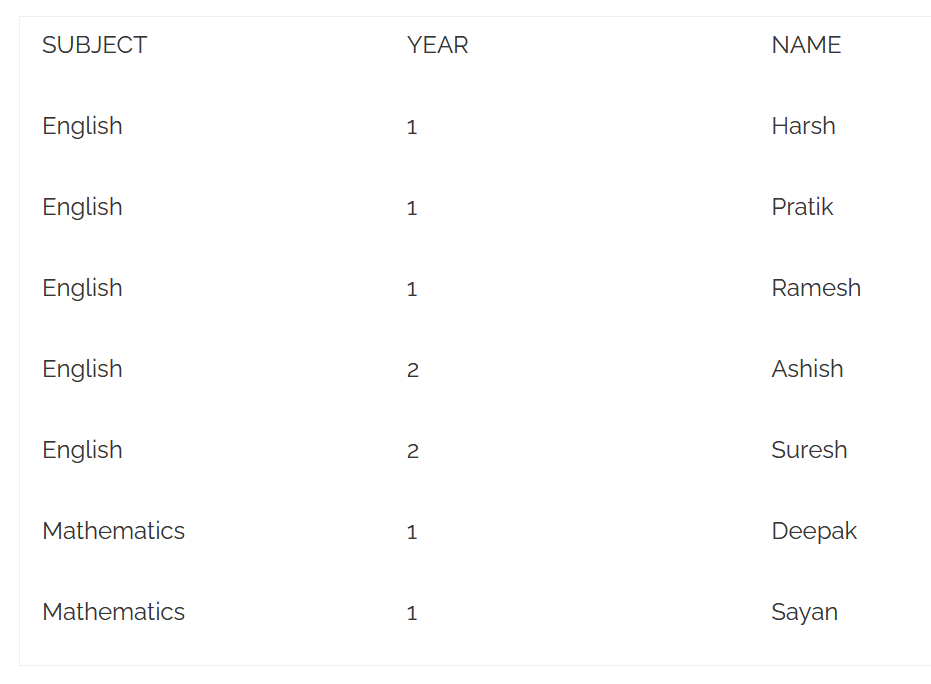 SUBJECT YEAR NAME
English 1 Harsh
English 1 Pratik
English 1 Ramesh
English 2 Ashish
English 2 Suresh
Mathematics 1 Deepak
Mathematics 1 Sayan